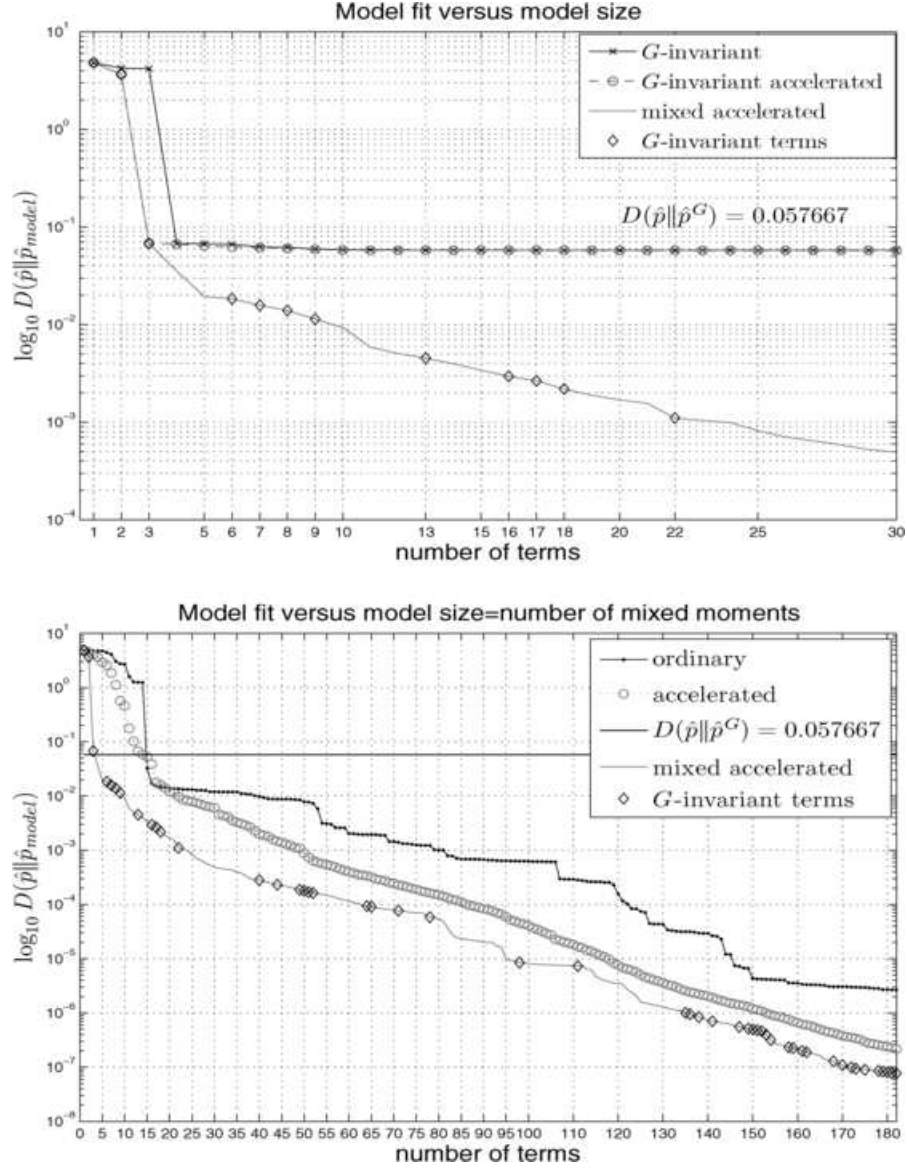 Model fit versus model size
10^1
10^0
10^−1
10^−2
10^−3
10^−4
log10 D(p̂||p̂model)
G-invariant
G-invariant accelerated
mixed accelerated
G-invariant terms
D(p̂||p̂^G) = 0.057667
1 2 3 5 6 7 8 9 10 13 15 16 17 18 20 22 25 30
number of terms
Model fit versus model size=number of mixed moments
10^1
10^0
10^−1
10^−2
10^−3
10^−4
10^−5
10^−6
10^−7
10^−8
log10 D(p̂||p̂model)
ordinary
accelerated
D(p̂||p̂^G) = 0.057667
mixed accelerated
G-invariant terms
0 5 10 15 20 25 30 35 40 45 50 55 60 65 70 75 80 85 90 95 100 110 120 130 140 150 160 170 180
number of terms